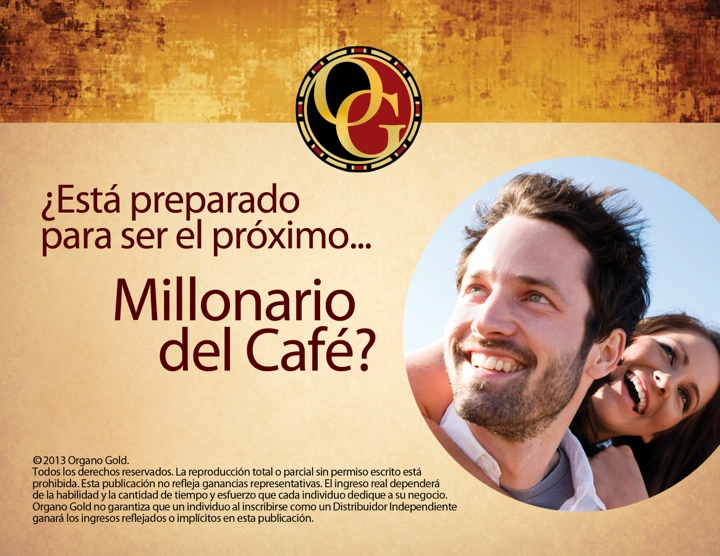 OG
¿Está preparado
para ser el próximo...
Millonario
del Café?
© 2013 Organo Gold.
Todos los derechos reservados. La reproducción total o parcial sin permiso escrito está
prohibida. Esta publicación no refleja ganancias representativas. El ingreso real dependerá
de la habilidad y la cantidad de tiempo y esfuerzo que cada individuo dedique a su negocio.
Organo Gold no garantiza que un individuo al inscribirse como un Distribuidor Independiente
ganará los ingresos reflejados o implícitos en esta publicación.